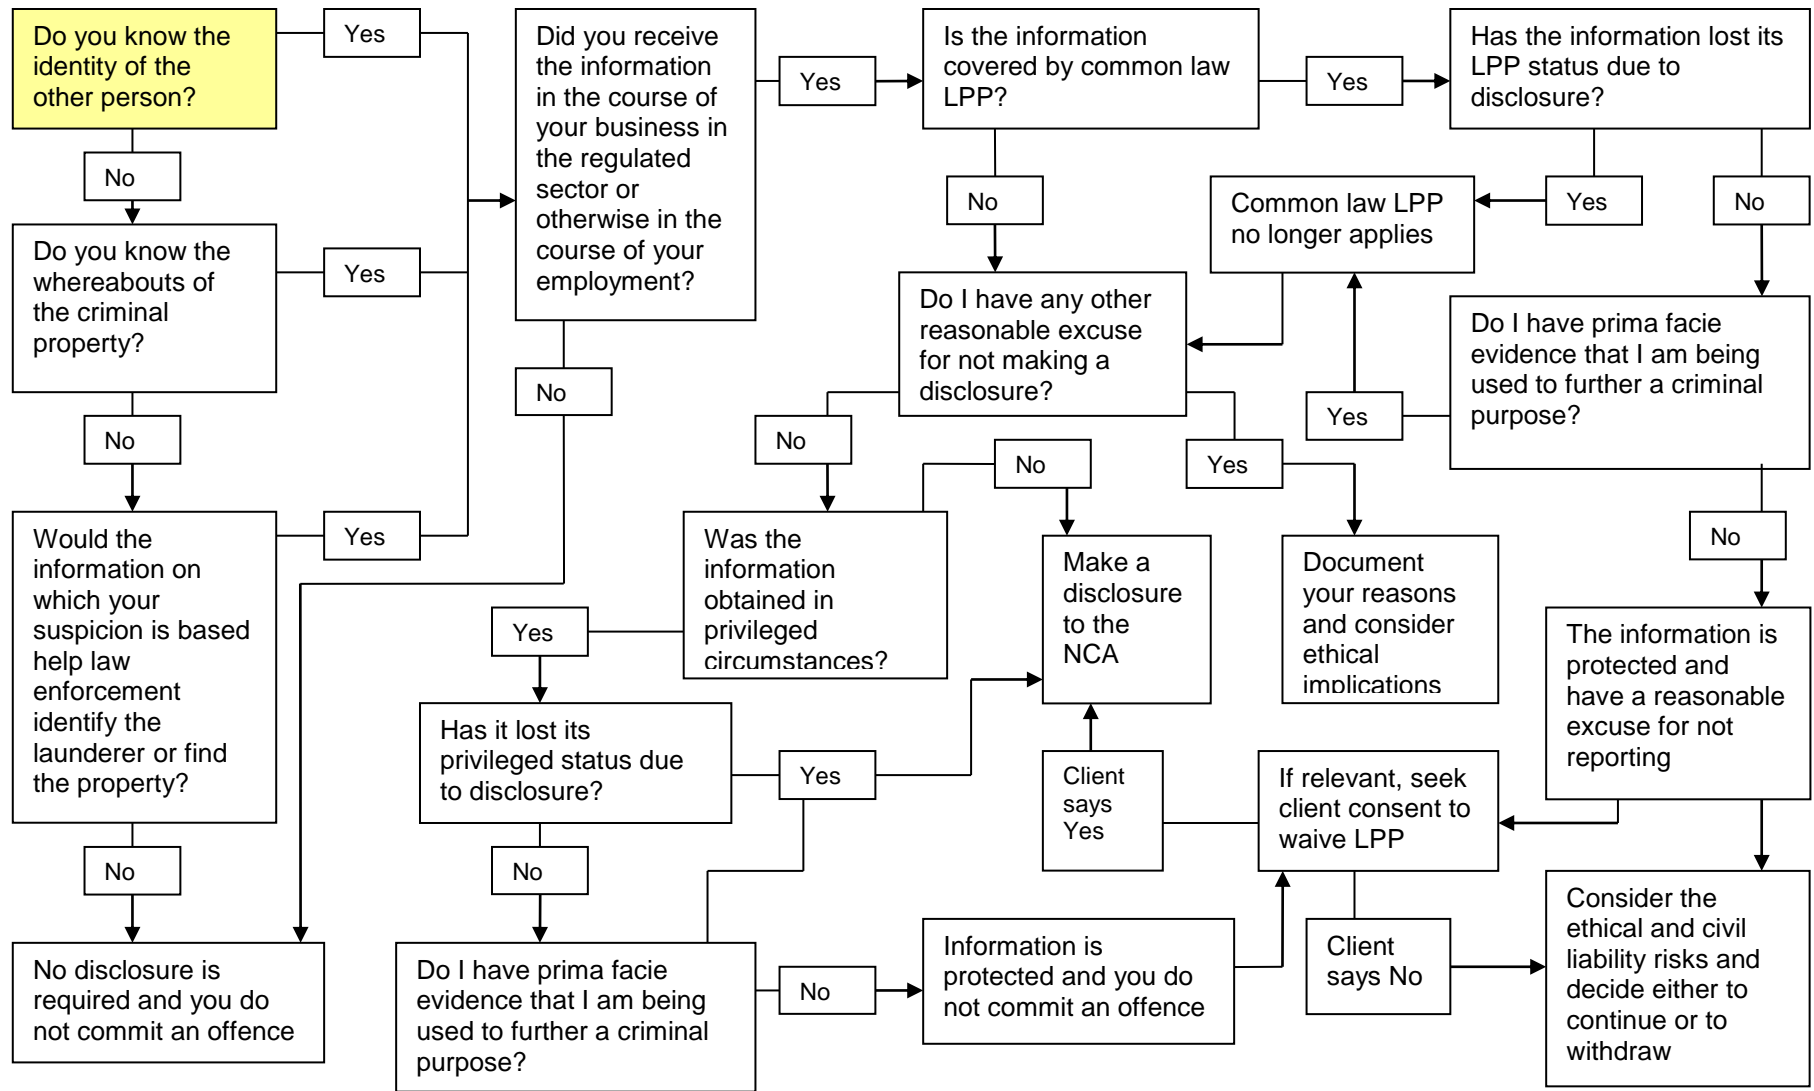 Do you know the
identity of the
other person?
Yes
Did you receive
the information
in the course of
your business in
the regulated
sector or
otherwise in the
course of your
employment?
Yes
Is the information
covered by common law
LPP?
Yes
Has the information lost its
LPP status due to
disclosure?
No
No
Common law LPP
no longer applies
Yes
No
Do you know the
whereabouts of
the criminal
property?
Yes
Do I have any other
reasonable excuse
for not making a
disclosure?
Do I have prima facie
evidence that I am being
used to further a criminal
purpose?
No
Yes
No
No
No
Yes
No
Would the
information on
which your
suspicion is based
help law
enforcement
identify the
launderer or find
the property?
Yes
Was the
information
obtained in
privileged
circumstances?
Make a
disclosure
to the
NCA
Document
your reasons
and consider
ethical
implications
Yes
The information is
protected and
have a reasonable
excuse for not
reporting
Has it lost its
privileged status due
to disclosure?
Yes
Client
says
Yes
If relevant, seek
client consent to
waive LPP
No
No
Consider the
ethical and civil
liability risks and
decide either to
continue or to
withdraw
No disclosure is
required and you do
not commit an offence
Do I have prima facie
evidence that I am being
used to further a criminal
purpose?
No
Information is
protected and you do
not commit an offence
Client
says No